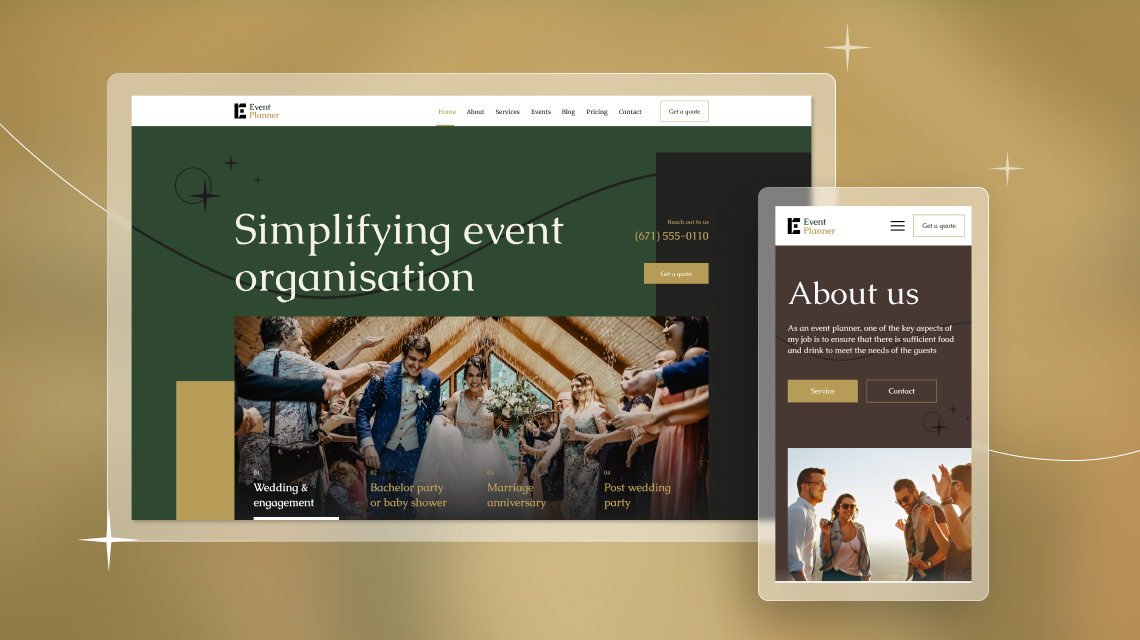 Event
Planner
Home About Services Events Blog Pricing Contact Get a quote
Simplifying event
organisation
Reach out to us
(671) 555-0110
Get a quote
01
Wedding &
engagement
02
Bachelor party
or baby shower
03
Marriage
anniversary
04
Post wedding
party
Event
Planner
Get a quote
About us
As an event planner, one of the key aspects of
my job is to ensure that there is sufficient food
and drink to meet the needs of the guests
Service Contact